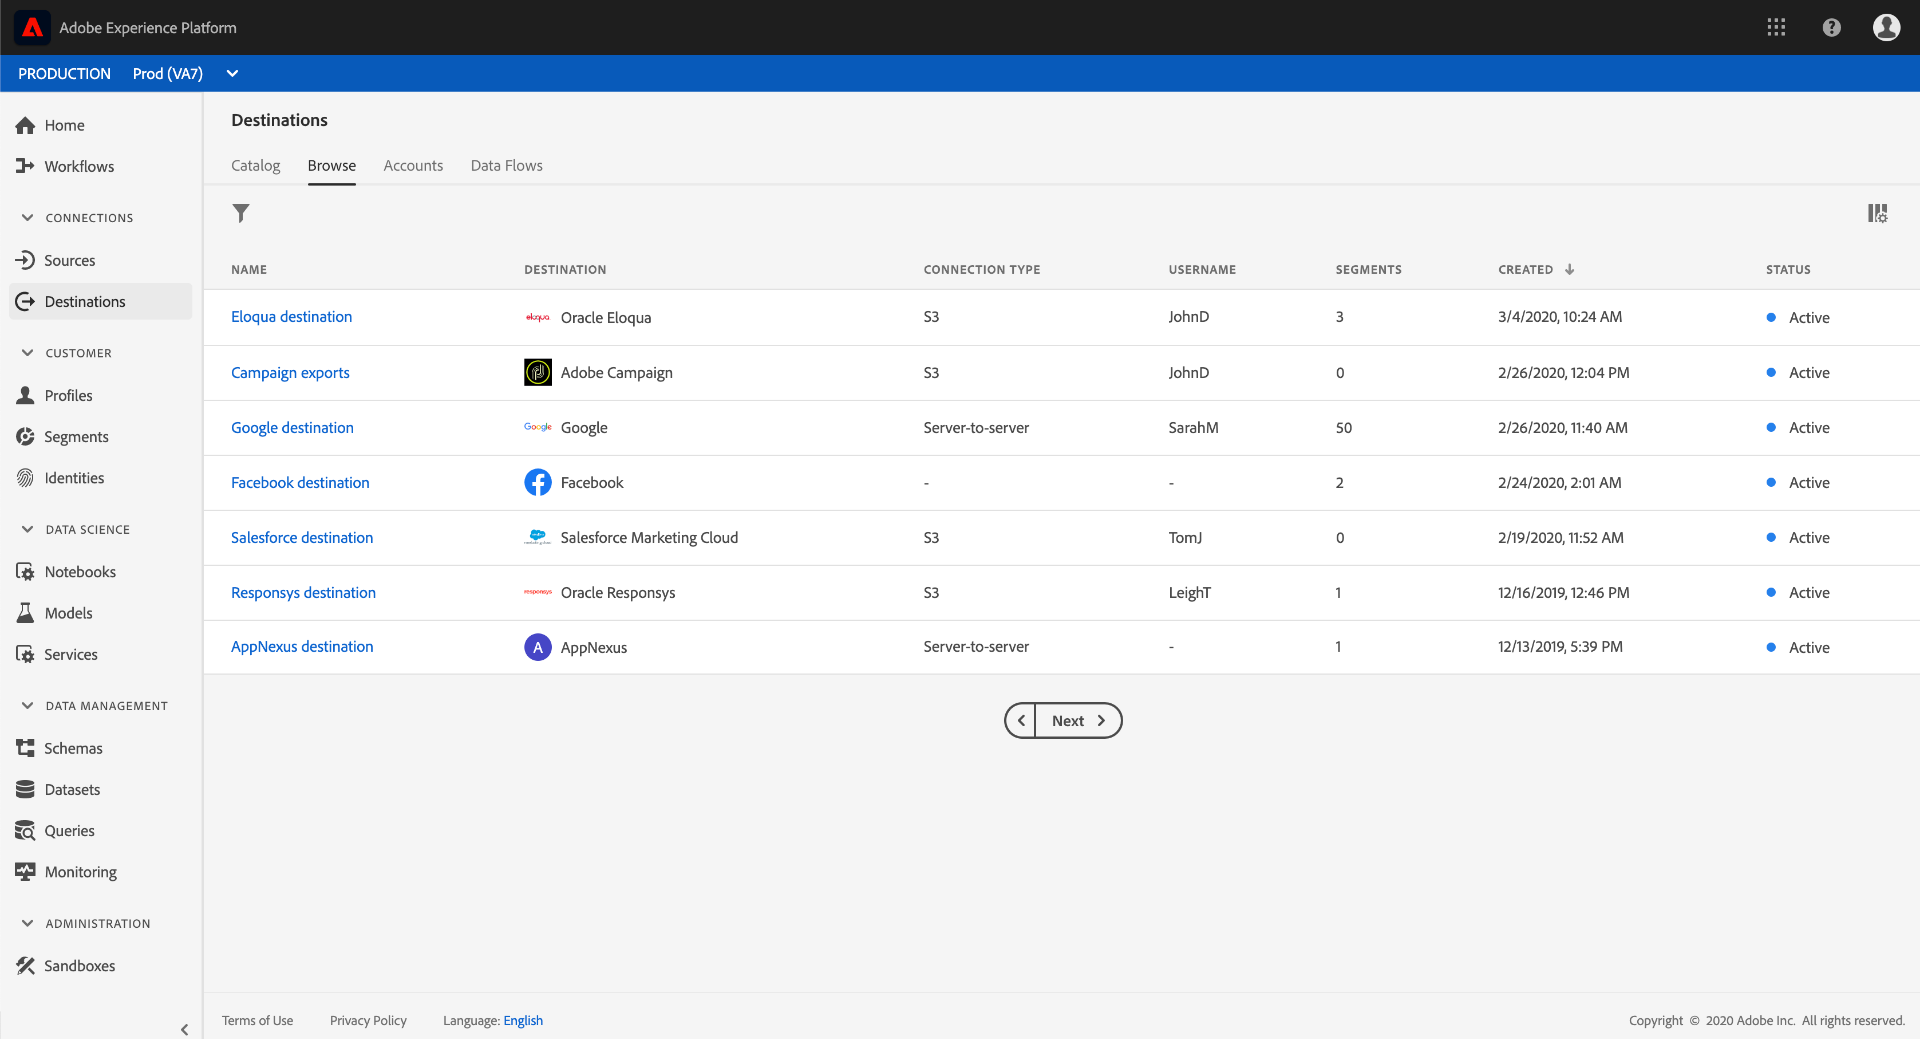 Adobe Experience Platform
PRODUCTION Prod (VA7)
Home
Workflows
CONNECTIONS
Sources
Destinations
CUSTOMER
Profiles
Segments
Identities
DATA SCIENCE
Notebooks
Models
Services
DATA MANAGEMENT
Schemas
Datasets
Queries
Monitoring
ADMINISTRATION
Sandboxes
Destinations
Catalog Browse Accounts Data Flows
NAME DESTINATION CONNECTION TYPE USERNAME SEGMENTS CREATED STATUS
Eloqua destination eloqua Oracle Eloqua S3 JohnD 3 3/4/2020, 10:24 AM Active
Campaign exports Adobe Campaign S3 JohnD 0 2/26/2020, 12:04 PM Active
Google destination Google Google Server-to-server SarahM 50 2/26/2020, 11:40 AM Active
Facebook destination Facebook - - 2 2/24/2020, 2:01 AM Active
Salesforce destination Salesforce Marketing Cloud S3 TomJ 0 2/19/2020, 11:52 AM Active
Responsys destination responsys Oracle Responsys S3 LeighT 1 12/16/2019, 12:46 PM Active
AppNexus destination A AppNexus Server-to-server - 1 12/13/2019, 5:39 PM Active
Next
Terms of Use Privacy Policy Language: English Copyright © 2020 Adobe Inc. All rights reserved.